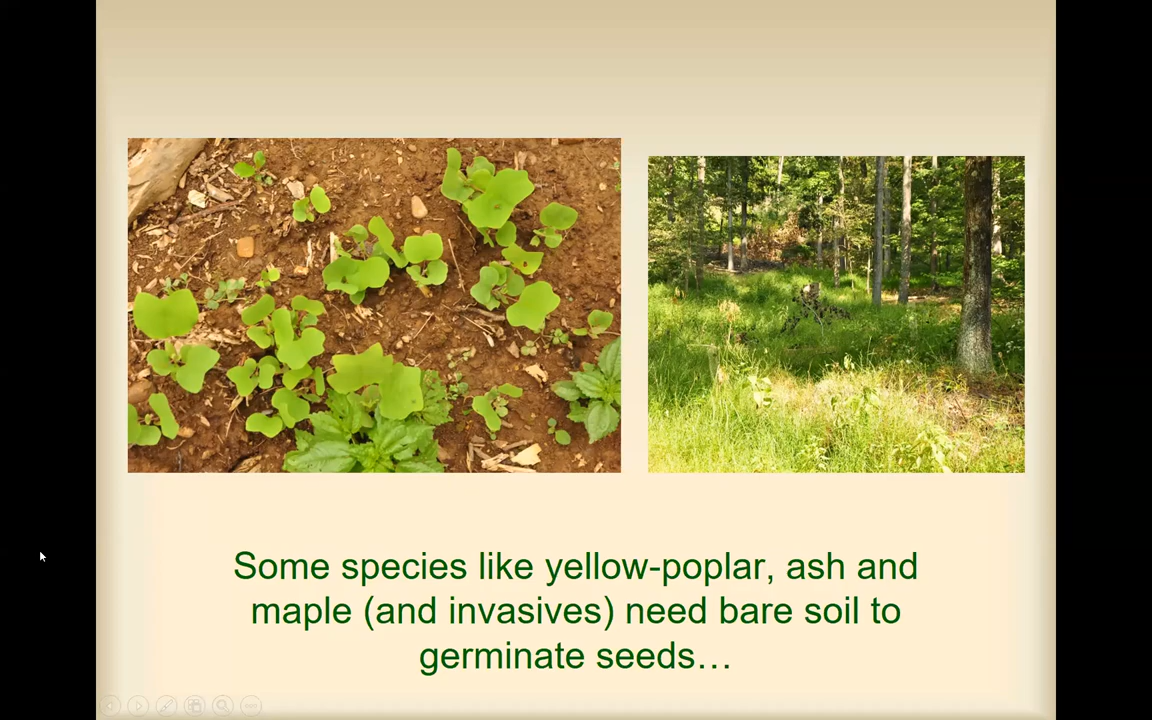 Some species like yellow-poplar, ash and
maple (and invasives) need bare soil to
germinate seeds…